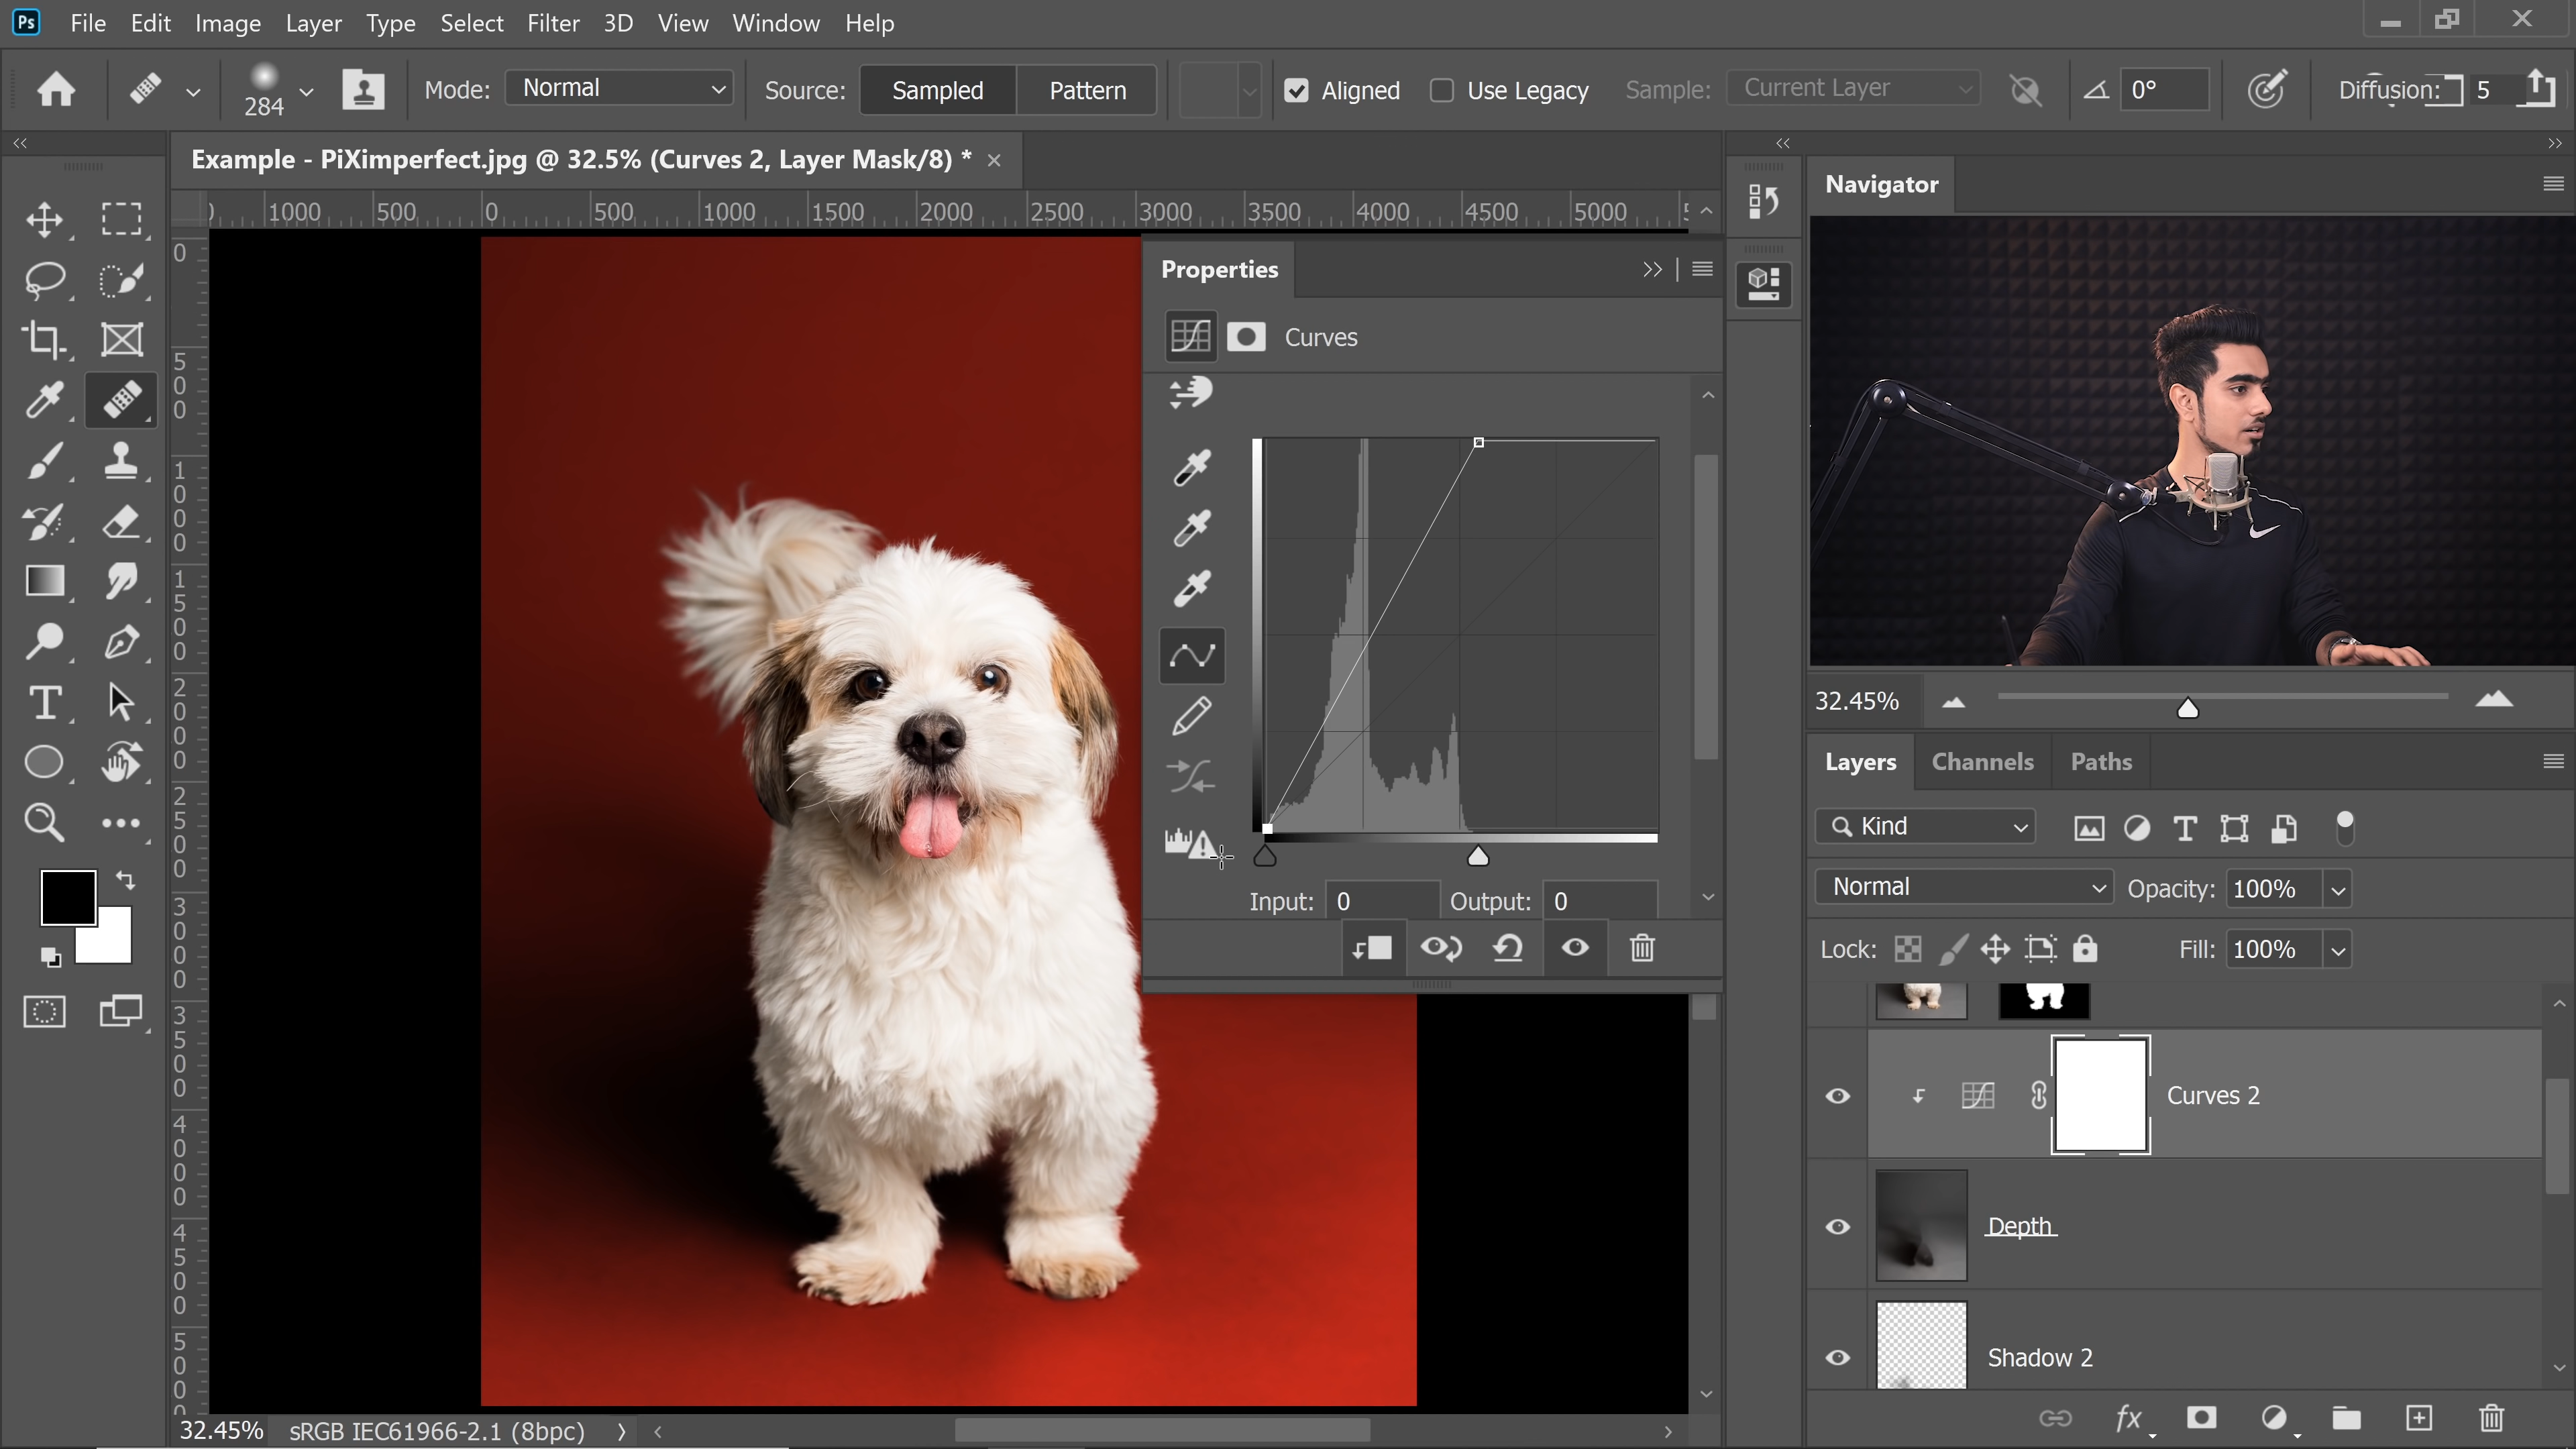 Ps File Edit Image Layer Type Select Filter 3D View Window Help
284 Mode: Normal Source: Sampled Pattern Aligned Use Legacy Sample: Current Layer 0° Diffusion: 5
Example - PiXimperfect.jpg @ 32.5% (Curves 2, Layer Mask/8) *
1000 500 0 500 1000 1500 2000 2500 3000 3500 4000 4500 5000
0
500
1000
1500
2000
2500
3000
3500
4000
4500
Properties
Curves
Input: 0 Output: 0
Navigator
32.45%
Layers Channels Paths
Kind
Normal Opacity: 100%
Lock: Fill: 100%
Curves 2
Depth
Shadow 2
fx
32.45% sRGB IEC61966-2.1 (8bpc)